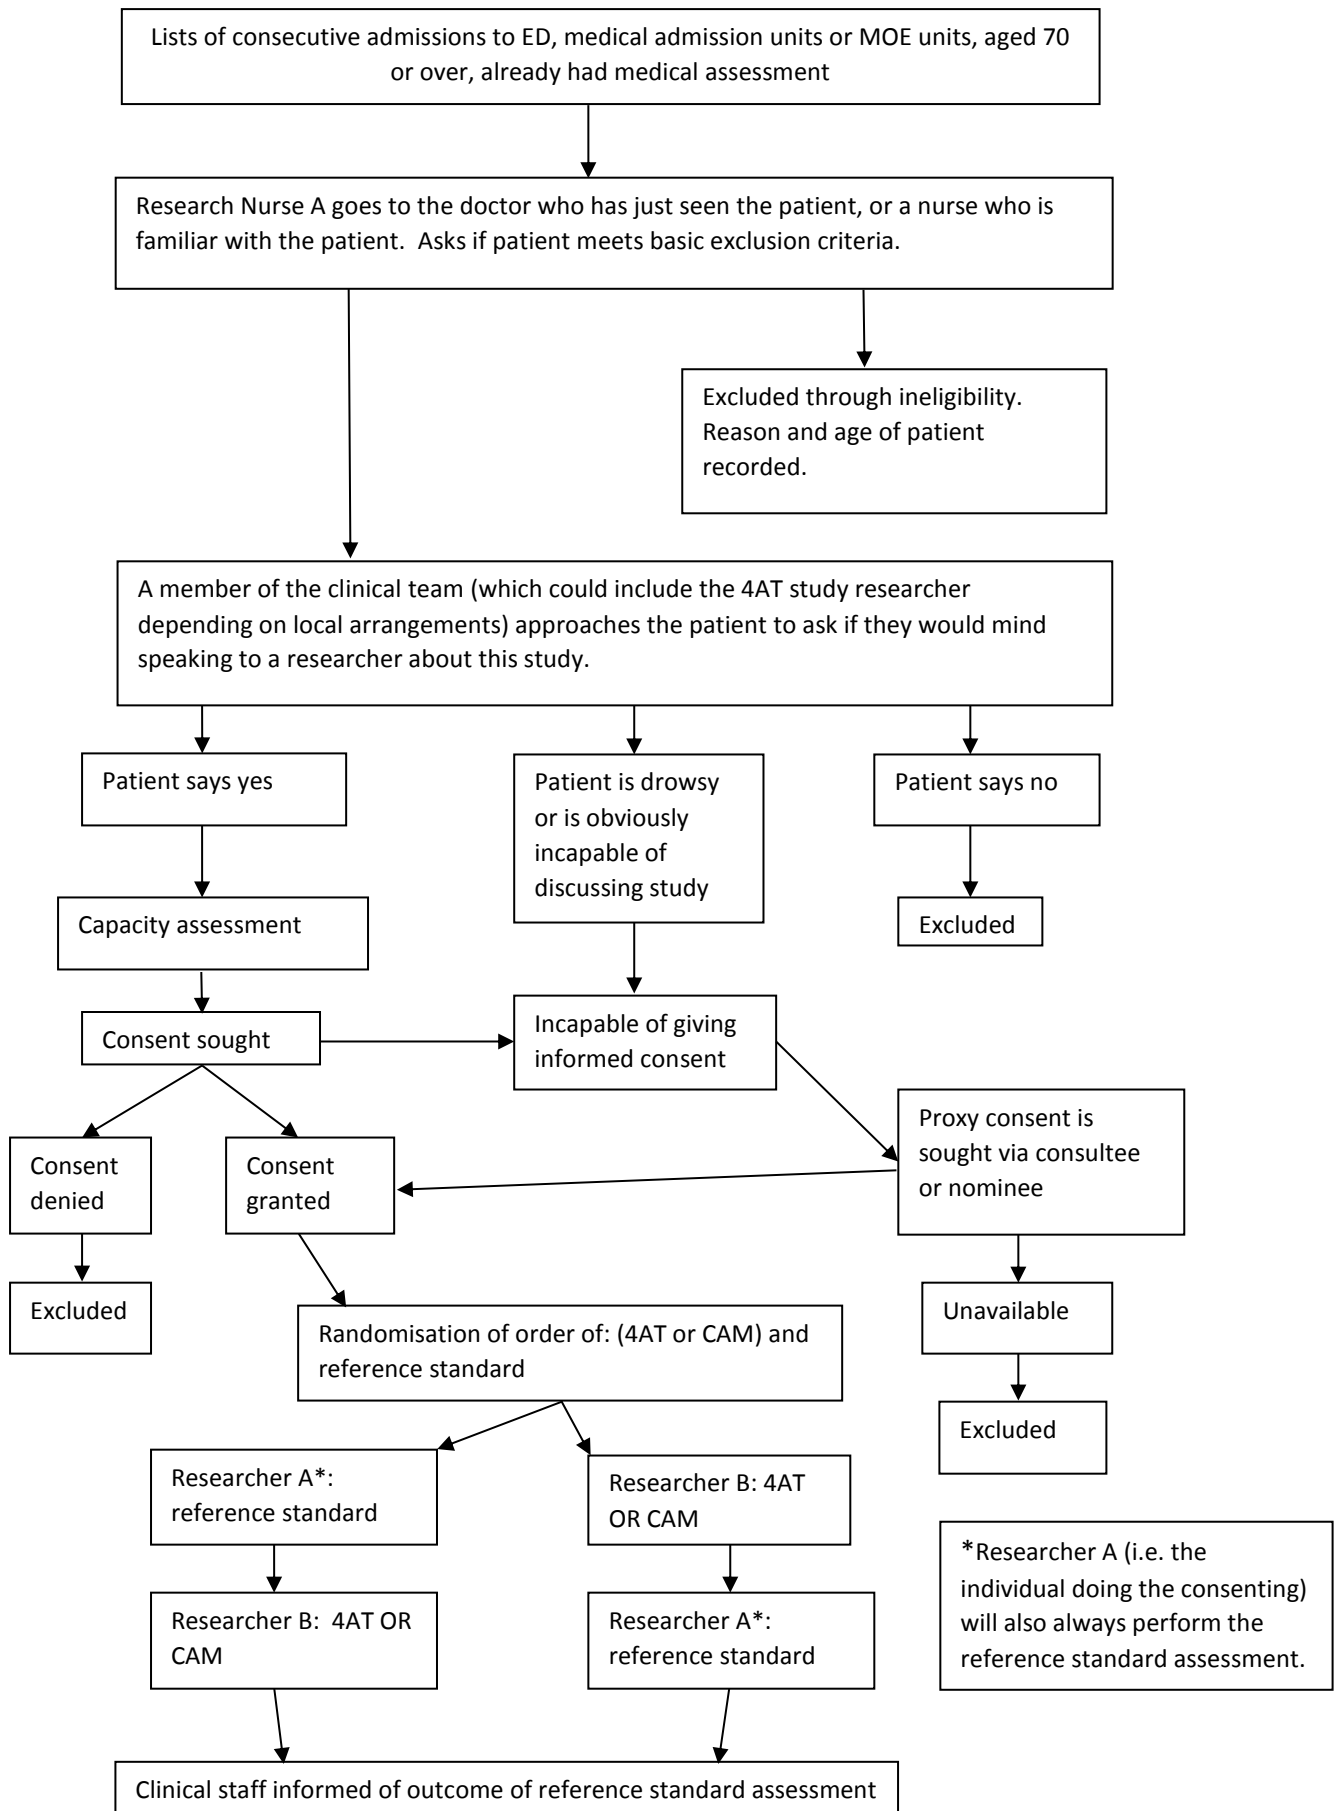 Lists of consecutive admissions to ED, medical admission units or MOE units, aged 70
or over, already had medical assessment
Research Nurse A goes to the doctor who has just seen the patient, or a nurse who is
familiar with the patient.  Asks if patient meets basic exclusion criteria.
Excluded through ineligibility.
Reason and age of patient
recorded.
A member of the clinical team (which could include the 4AT study researcher
depending on local arrangements) approaches the patient to ask if they would mind
speaking to a researcher about this study.
Patient says yes
Patient is drowsy
or is obviously
incapable of
discussing study
Patient says no
Capacity assessment
Excluded
Consent sought
Incapable of giving
informed consent
Proxy consent is
sought via consultee
or nominee
Consent
denied
Consent
granted
Excluded
Unavailable
Randomisation of order of: (4AT or CAM) and
reference standard
Excluded
Researcher A*:
reference standard
Researcher B: 4AT
OR CAM
*Researcher A (i.e. the
individual doing the consenting)
will also always perform the
reference standard assessment.
Researcher B:  4AT OR
CAM
Researcher A*:
reference standard
Clinical staff informed of outcome of reference standard assessment